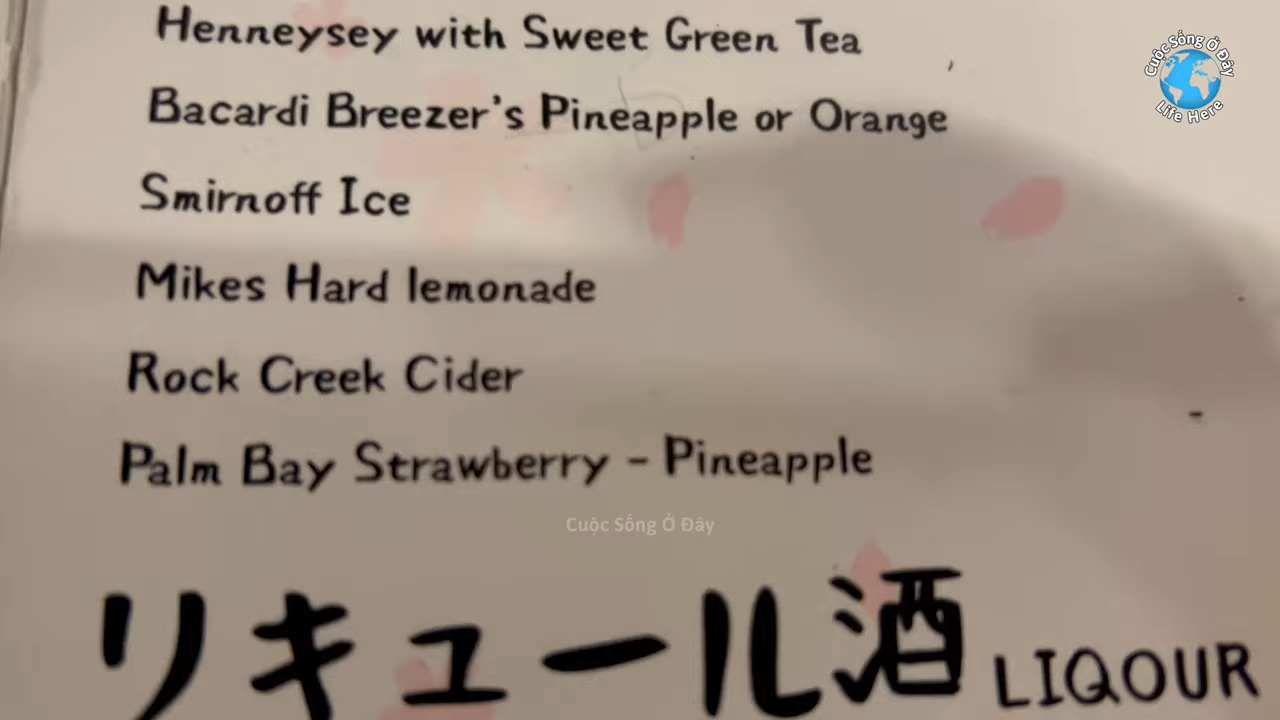 Henneysey with Sweet Green Tea
Bacardi Breezer's Pineapple or Orange
Smirnoff Ice
Mikes Hard lemonade
Rock Creek Cider
Palm Bay Strawberry - Pineapple
リキュール酒 LIQOUR
Cuộc Sống Ở Đây
Life Here
Cuộc Sống Ở Đây